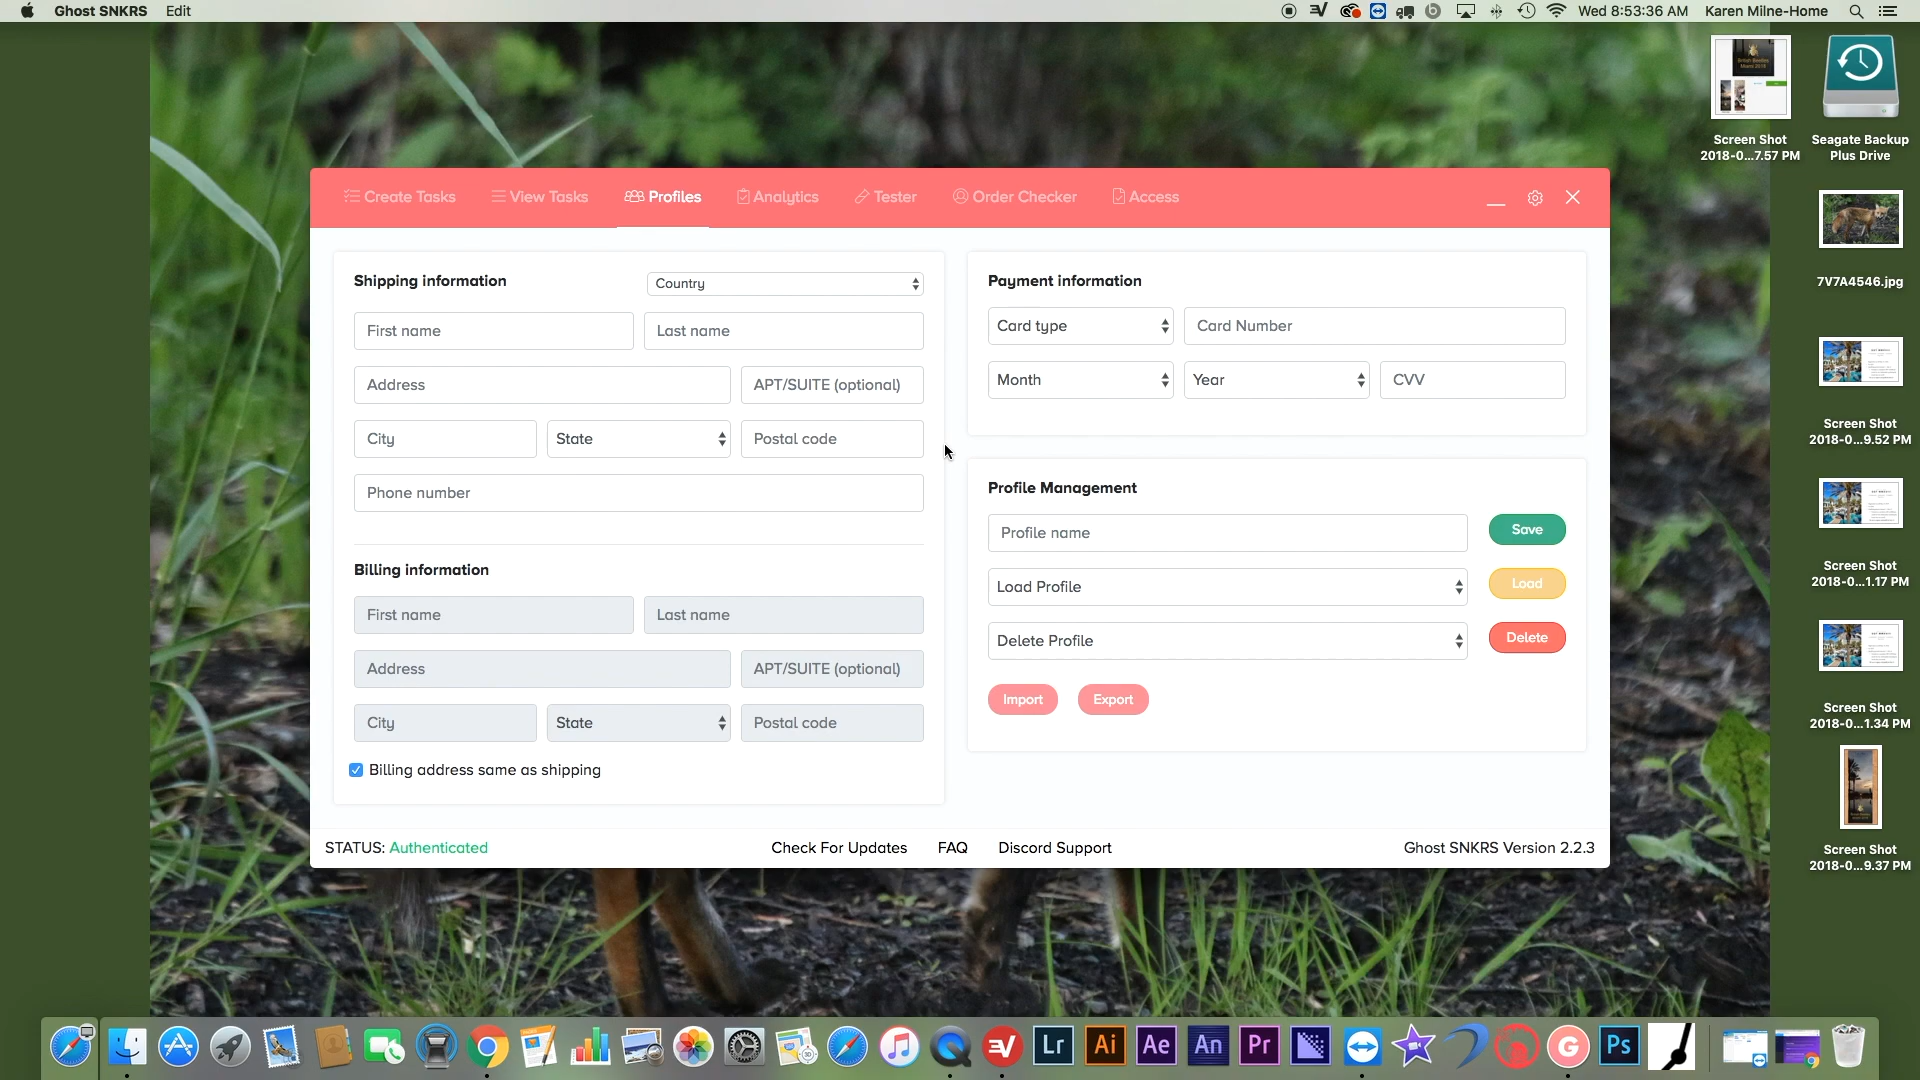 Ghost SNKRS Edit
Wed 8:53:36 AM Karen Milne-Home
Screen Shot
2018-0...7.57 PM
Seagate Backup
Plus Drive
7V7A4546.jpg
Screen Shot
2018-0...9.52 PM
Screen Shot
2018-0...1.17 PM
Screen Shot
2018-0...1.34 PM
Screen Shot
2018-0...9.37 PM
Create Tasks View Tasks Profiles Analytics Tester Order Checker Access
Shipping information Country
First name Last name
Address APT/SUITE (optional)
City State Postal code
Phone number
Billing information
First name Last name
Address APT/SUITE (optional)
City State Postal code
Billing address same as shipping
Payment information
Card type Card Number
Month Year CVV
Profile Management
Profile name Save
Load Profile Load
Delete Profile Delete
Import Export
STATUS: Authenticated Check For Updates FAQ Discord Support Ghost SNKRS Version 2.2.3
Lr Ai Ae An Pr G Ps